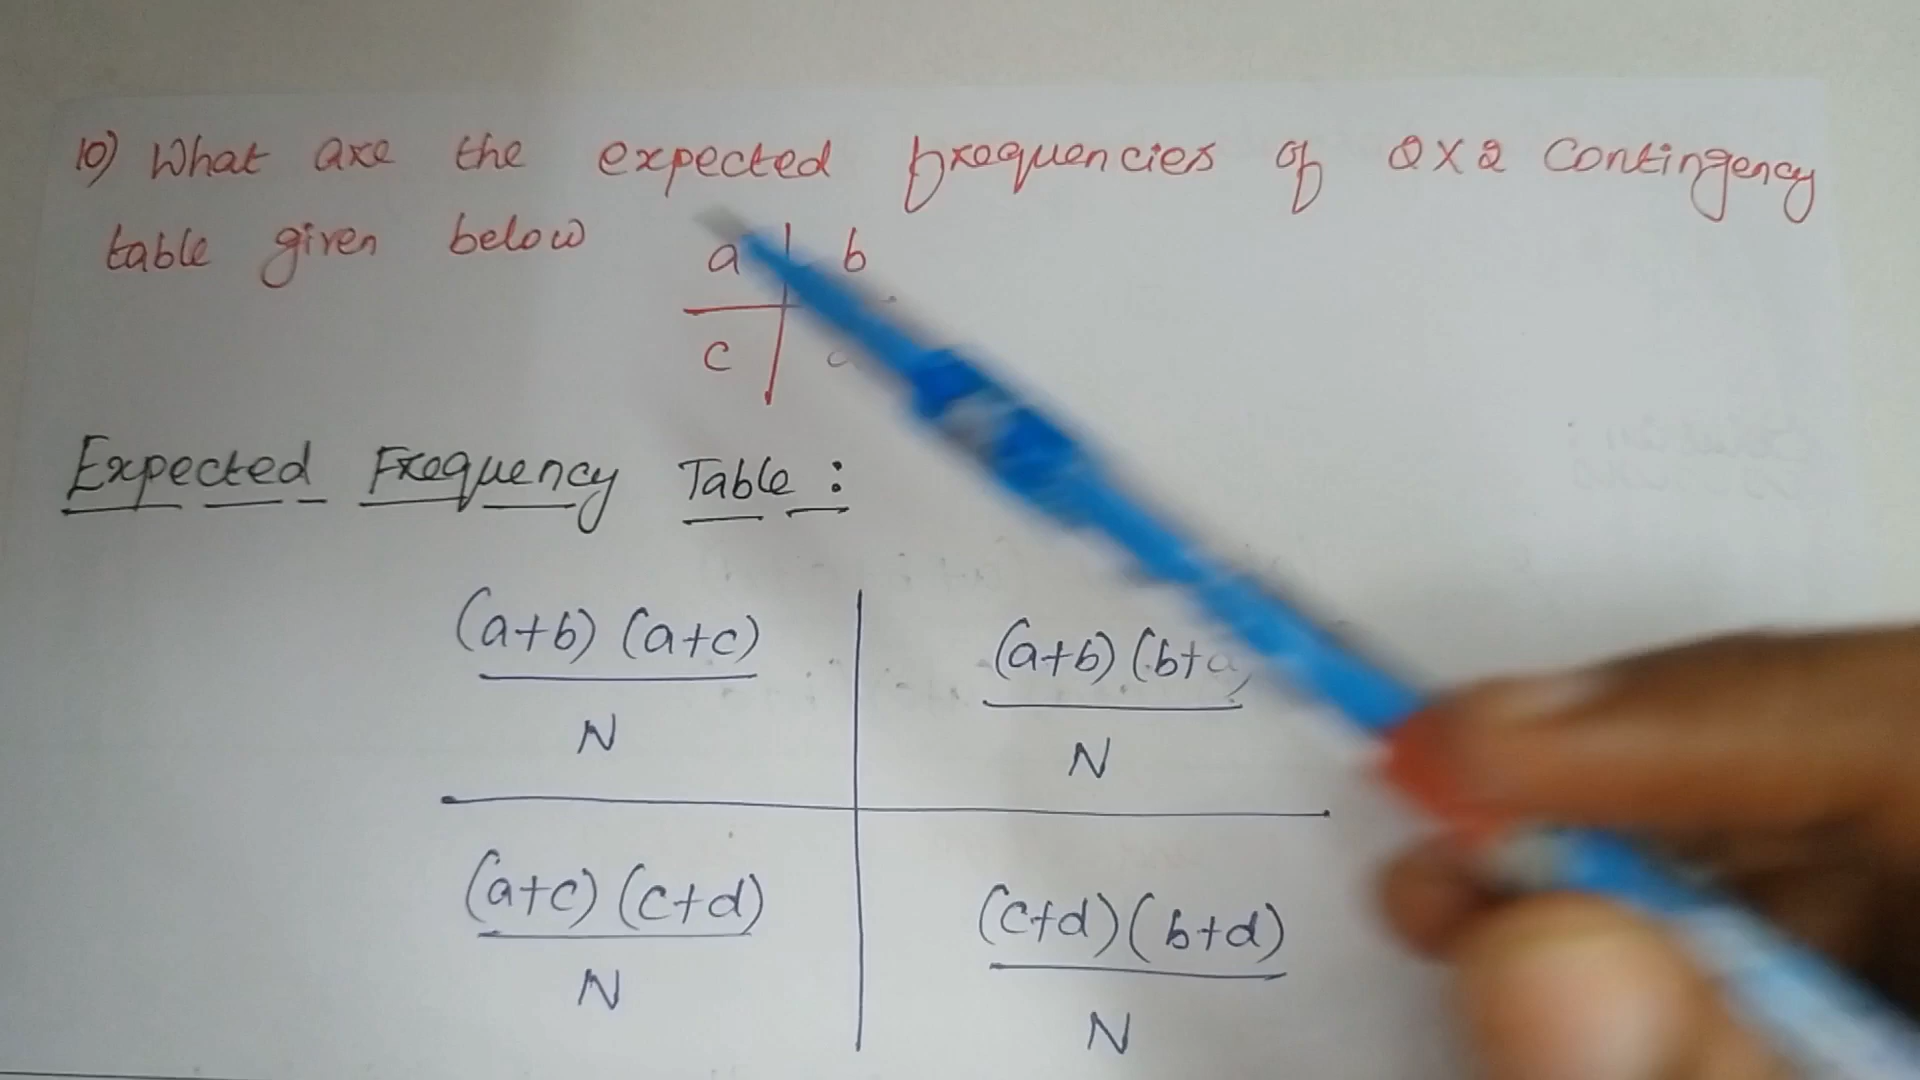 10) What are the expected frequencies of 2X2 Contingency
table given below
a b
c
Expected Frequency Table :
(a+b) (a+c) (a+b) (b+
N N
(a+c) (c+d) (c+d) (b+d)
N N